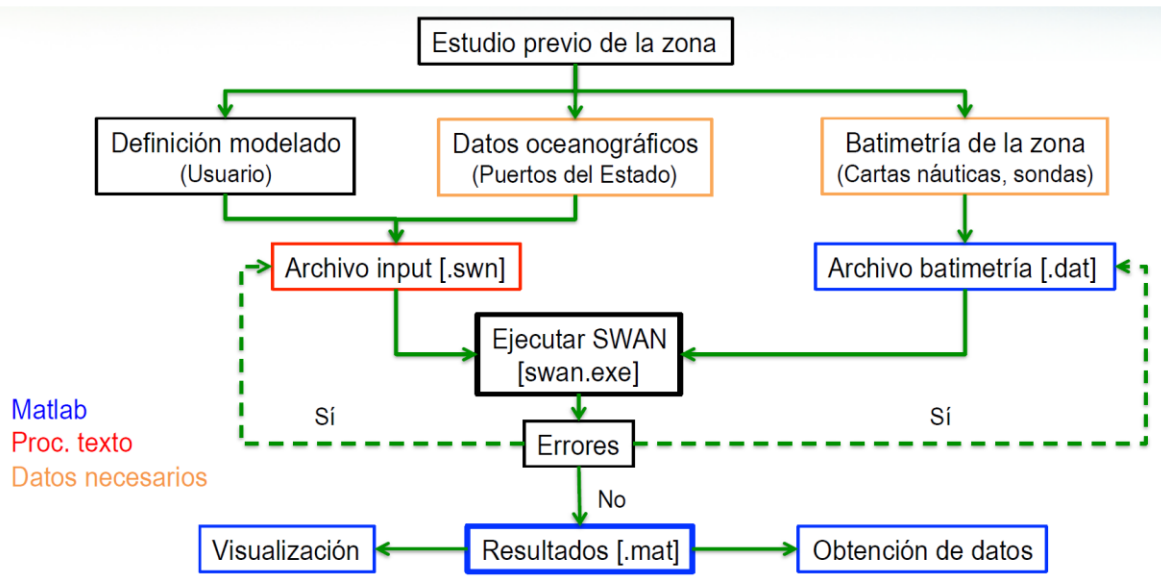 Estudio previo de la zona
Definición modelado
(Usuario)
Datos oceanográficos
(Puertos del Estado)
Batimetría de la zona
(Cartas náuticas, sondas)
Archivo input [.swn]
Archivo batimetría [.dat]
Ejecutar SWAN
[swan.exe]
Matlab
Proc. texto
Datos necesarios
Sí
Errores
Sí
No
Visualización
Resultados [.mat]
Obtención de datos